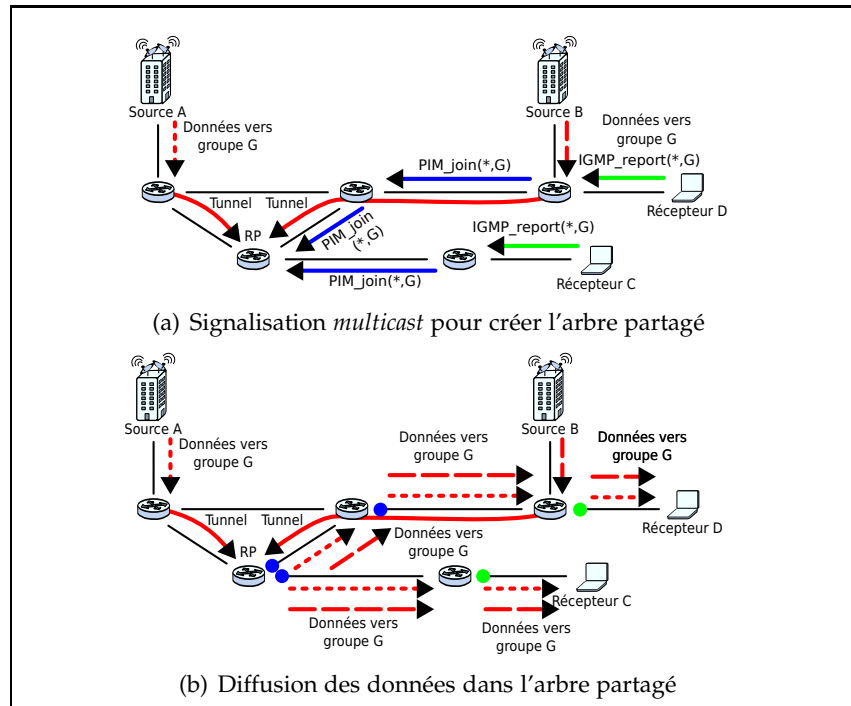 Source A
Source B
Données vers
groupe G
Données vers
groupe G
PIM_join(*,G)
IGMP_report(*,G)
Tunnel
Tunnel
Récepteur D
RP
PIM_join
(*,G)
IGMP_report(*,G)
PIM_join(*,G)
Récepteur C
(a) Signalisation multicast pour créer l'arbre partagé
Source A
Source B
Données vers
groupe G
Données vers
groupe G
Données vers
groupe G
Tunnel
Tunnel
Récepteur D
RP
Données vers
groupe G
Récepteur C
Données vers
groupe G
Données vers
groupe G
(b) Diffusion des données dans l'arbre partagé